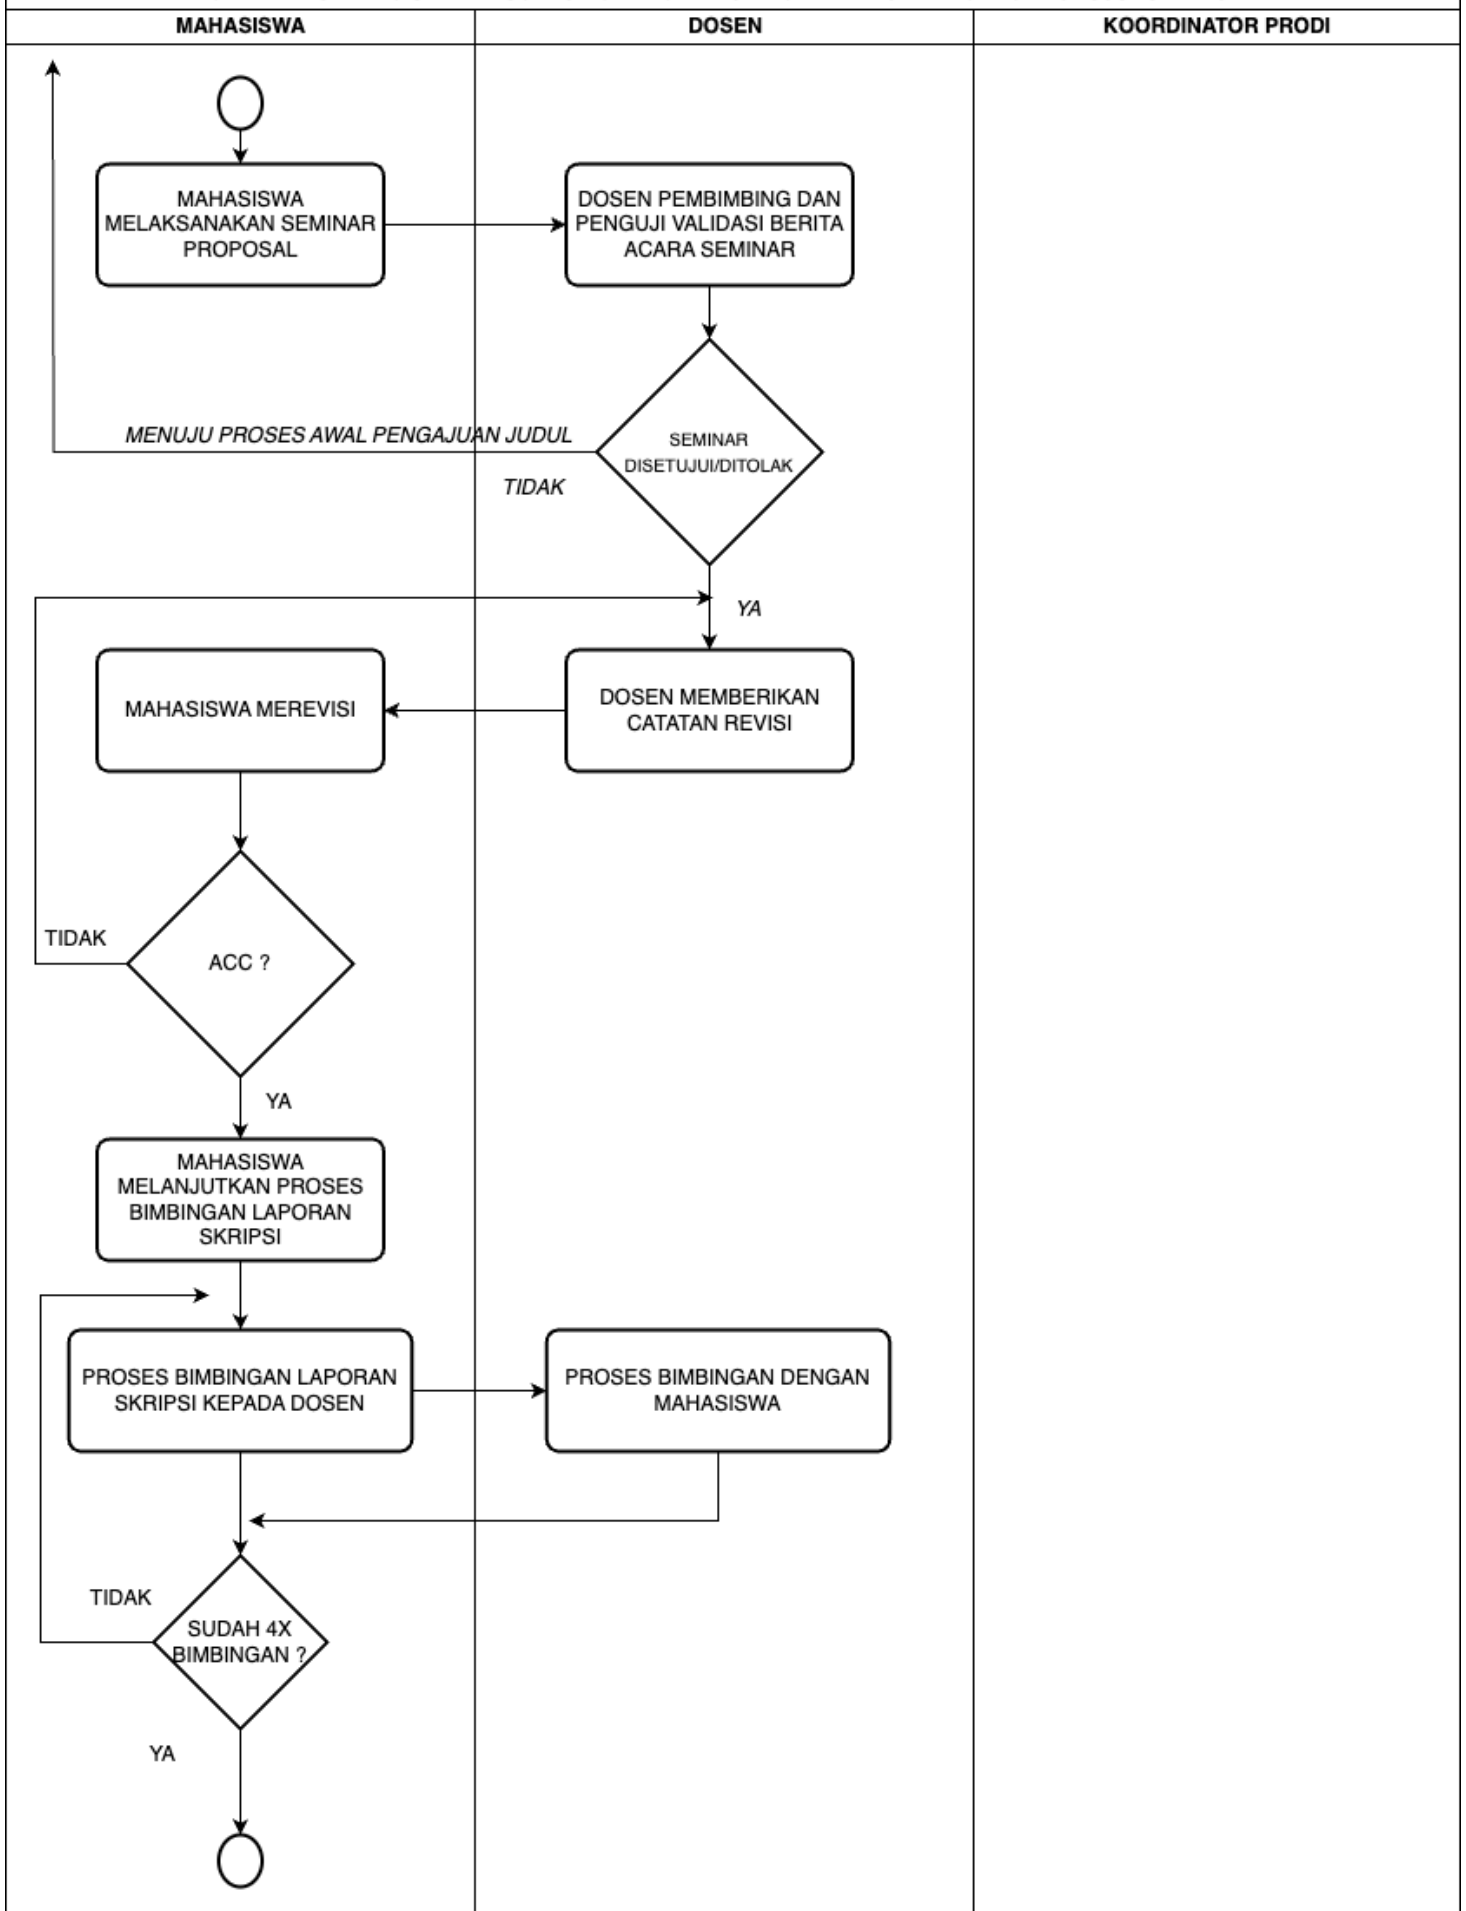 MAHASISWA
DOSEN
KOORDINATOR PRODI
MAHASISWA
MELAKSANAKAN SEMINAR
PROPOSAL
DOSEN PEMBIMBING DAN
PENGUJI VALIDASI BERITA
ACARA SEMINAR
MENUJU PROSES AWAL PENGAJUAN JUDUL
SEMINAR
DISETUJUI/DITOLAK
TIDAK
YA
MAHASISWA MEREVISI
DOSEN MEMBERIKAN
CATATAN REVISI
TIDAK
ACC ?
YA
MAHASISWA
MELANJUTKAN PROSES
BIMBINGAN LAPORAN
SKRIPSI
PROSES BIMBINGAN LAPORAN
SKRIPSI KEPADA DOSEN
PROSES BIMBINGAN DENGAN
MAHASISWA
TIDAK
SUDAH 4X
BIMBINGAN ?
YA